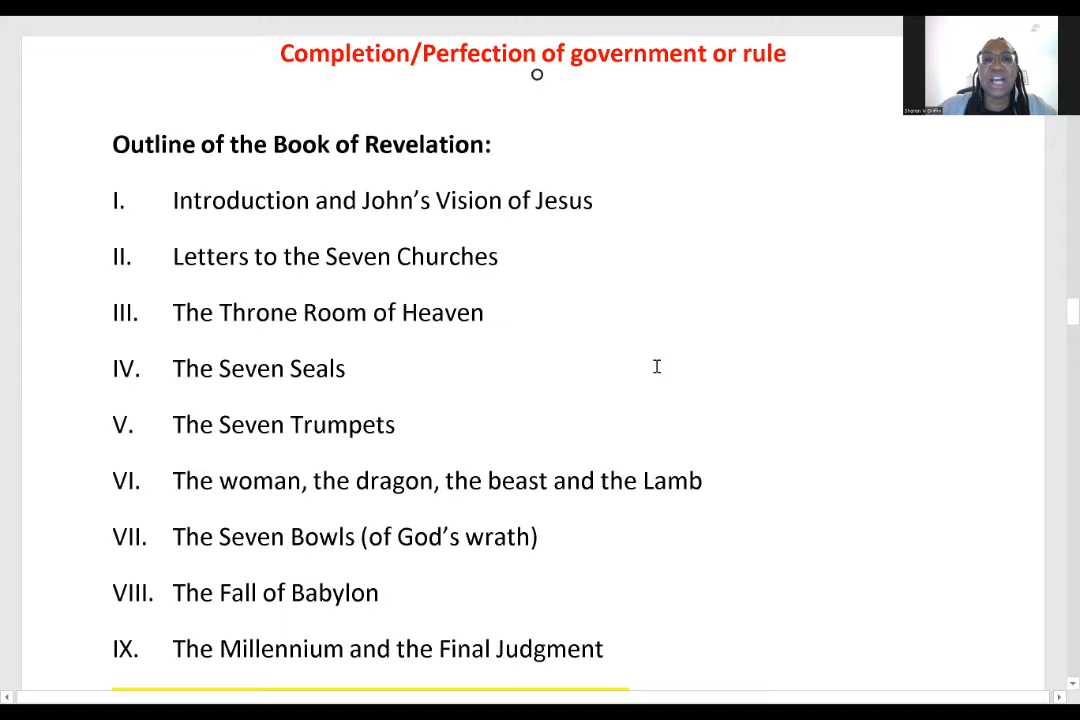 Completion/Perfection of government or rule
Outline of the Book of Revelation:
I. Introduction and John’s Vision of Jesus
II. Letters to the Seven Churches
III. The Throne Room of Heaven
IV. The Seven Seals
V. The Seven Trumpets
VI. The woman, the dragon, the beast and the Lamb
VII. The Seven Bowls (of God’s wrath)
VIII. The Fall of Babylon
IX. The Millennium and the Final Judgment
Sharon V Griffin